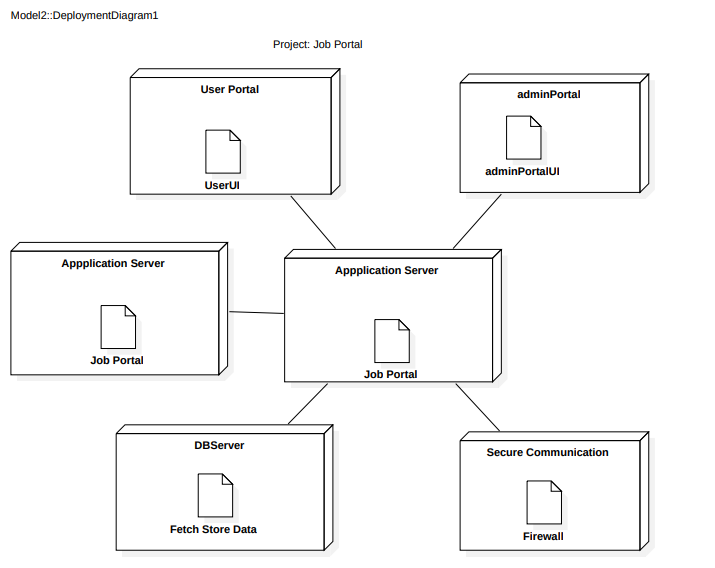 Model2::DeploymentDiagram1
Project: Job Portal
User Portal
UserUI
adminPortal
adminPortalUI
Appplication Server
Job Portal
Appplication Server
Job Portal
DBServer
Fetch Store Data
Secure Communication
Firewall